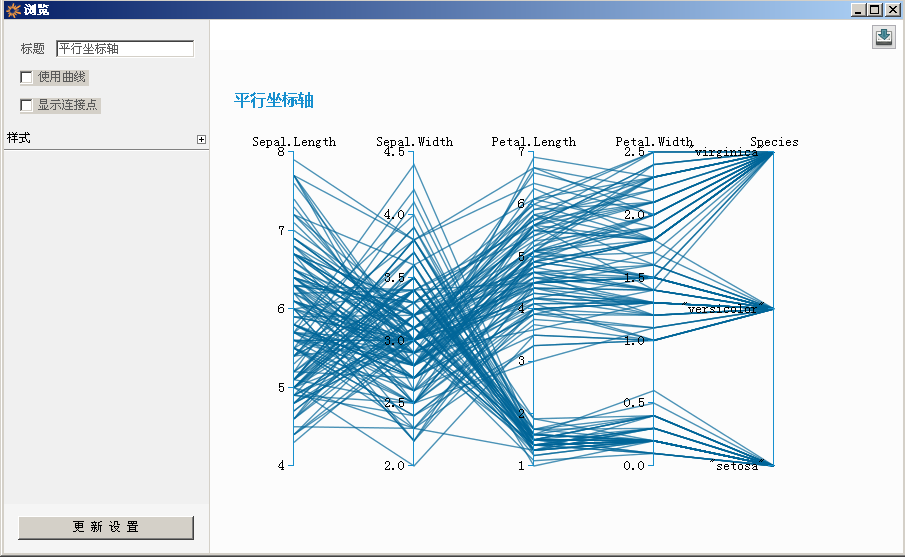 浏览
标题 平行坐标轴
使用曲线
显示连接点
样式
更新设置
平行坐标轴
Sepal.Length Sepal.Width Petal.Length Petal.Width Species
8 4.5 7 2.5 "virginica"
7 4.0 6 2.0
3.5 5 1.5
6 3.0 4 1.0 "versicolor"
5 2.5 3 0.5
2
4 2.0 1 0.0 "setosa"